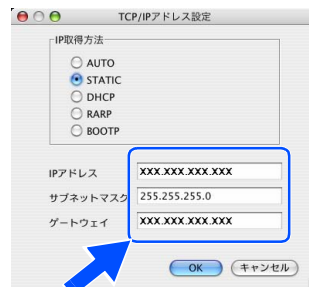 TCP/IPアドレス設定
IP取得方法
AUTO
STATIC
DHCP
RARP
BOOTP
IPアドレス XXX.XXX.XXX.XXX
サブネットマスク 255.255.255.0
ゲートウェイ XXX.XXX.XXX.XXX
OK キャンセル